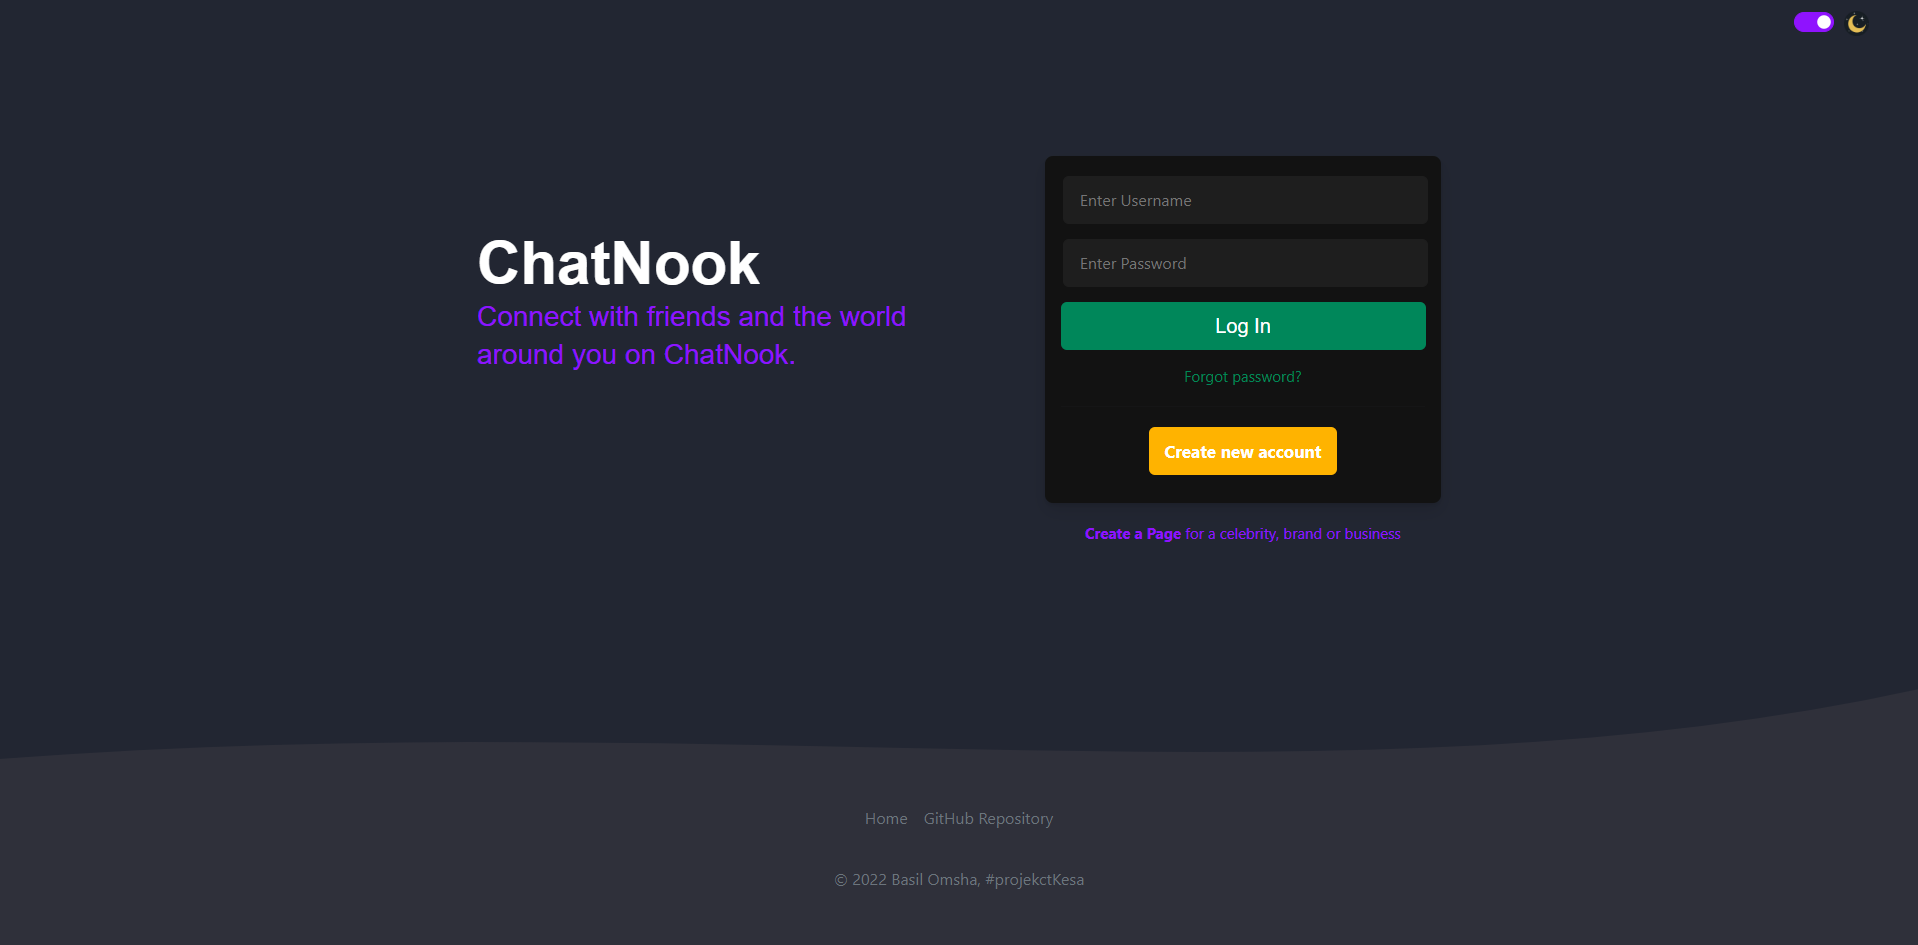 ChatNook
Connect with friends and the world
around you on ChatNook.
Enter Username
Enter Password
Log In
Forgot password?
Create new account
Create a Page for a celebrity, brand or business
Home GitHub Repository
© 2022 Basil Omsha, #projekctKesa